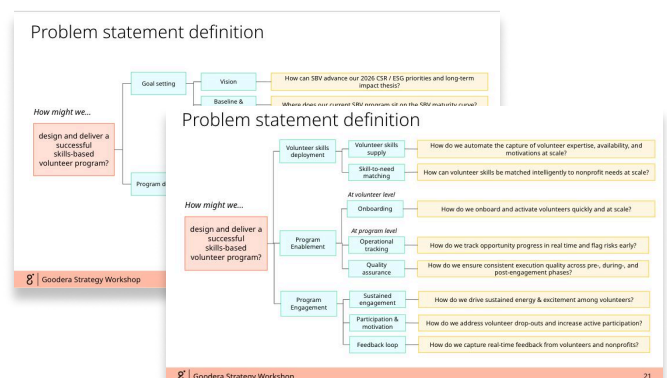 Problem statement definition
Goal setting
Vision
How can SBV advance our 2026 CSR / ESG priorities and long-term
impact thesis?
Baseline &
Where does our current SBV program sit on the SBV maturity curve?
How might we...
design and deliver a
successful
skills-based
volunteer program?
Program d
Goodera Strategy Workshop
Problem statement definition
Volunteer skills
deployment
Volunteer skills
supply
How do we automate the capture of volunteer expertise, availability, and
motivations at scale?
Skill-to-need
matching
How can volunteer skills be matched intelligently to nonprofit needs at scale?
How might we...
design and deliver a
successful
skills-based
volunteer program?
Program
Enablement
At volunteer level
Onboarding
How do we onboard and activate volunteers quickly and at scale?
At program level
Operational
tracking
How do we track opportunity progress in real time and flag risks early?
Quality
assurance
How do we ensure consistent execution quality across pre-, during-, and
post-engagement phases?
Program
Engagement
Sustained
engagement
How do we drive sustained energy & excitement among volunteers?
Participation &
motivation
How do we address volunteer drop-outs and increase active participation?
Feedback loop
How do we capture real-time feedback from volunteers and nonprofits?
Goodera Strategy Workshop
21